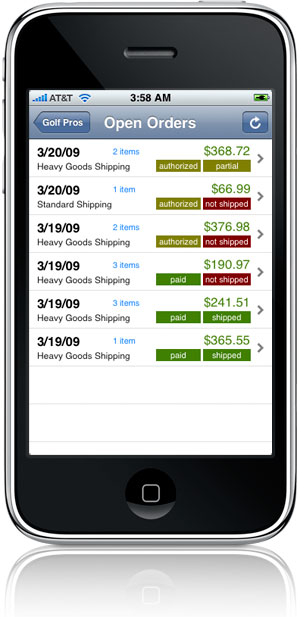 AT&T 3:58 AM
Golf Pros Open Orders
3/20/09 2 items $368.72
Heavy Goods Shipping authorized partial
3/20/09 1 item $66.99
Standard Shipping authorized not shipped
3/19/09 2 items $376.98
Heavy Goods Shipping authorized not shipped
3/19/09 3 items $190.97
Heavy Goods Shipping paid not shipped
3/19/09 3 items $241.51
Heavy Goods Shipping paid shipped
3/19/09 1 item $365.55
Heavy Goods Shipping paid shipped